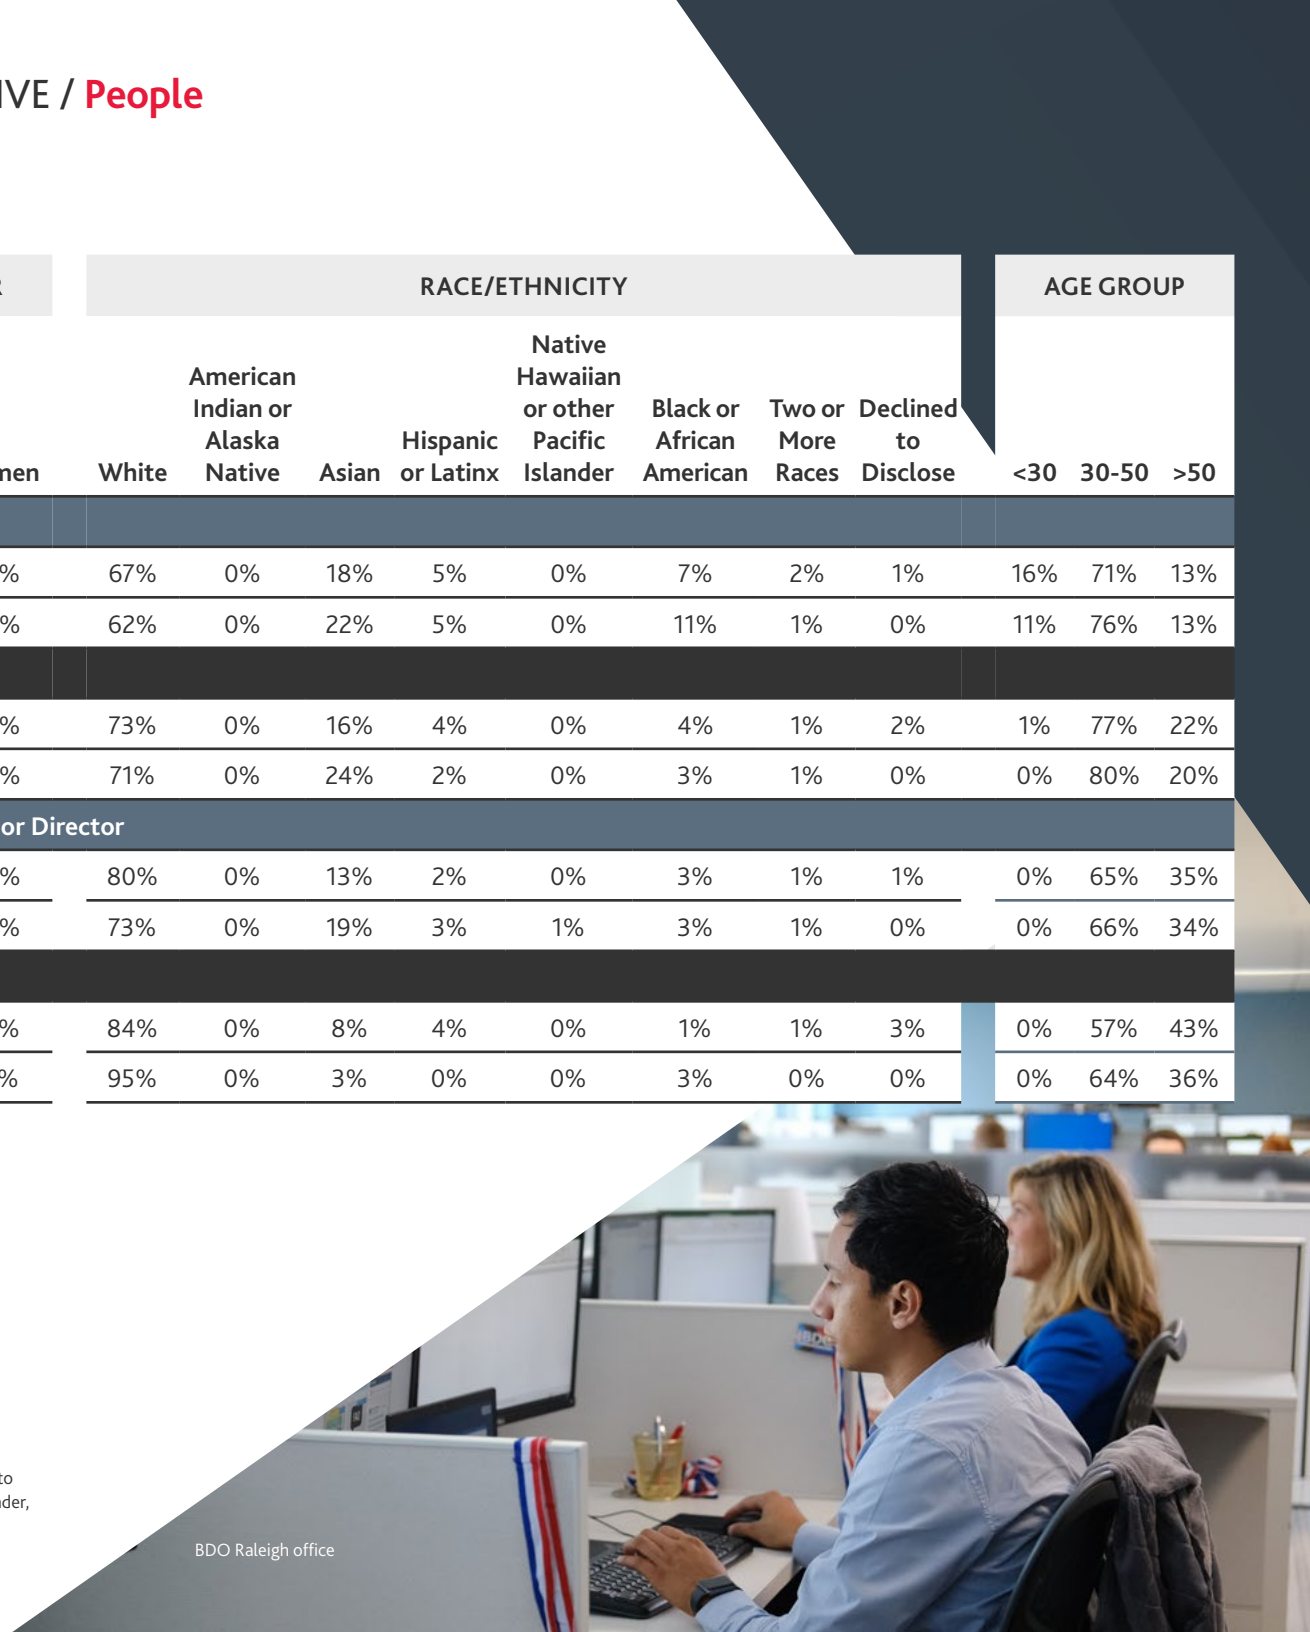 IVE / People
R
RACE/ETHNICITY
AGE GROUP
men
White
American
Indian or
Alaska
Native
Asian
Hispanic
or Latinx
Native
Hawaiian
or other
Pacific
Islander
Black or
African
American
Two or
More
Races
Declined
to
Disclose
<30 30-50 >50
% 67% 0% 18% 5% 0% 7% 2% 1% 16% 71% 13%
% 62% 0% 22% 5% 0% 11% 1% 0% 11% 76% 13%
% 73% 0% 16% 4% 0% 4% 1% 2% 1% 77% 22%
% 71% 0% 24% 2% 0% 3% 1% 0% 0% 80% 20%
or Director
% 80% 0% 13% 2% 0% 3% 1% 1% 0% 65% 35%
% 73% 0% 19% 3% 1% 3% 1% 0% 0% 66% 34%
% 84% 0% 8% 4% 0% 1% 1% 3% 0% 57% 43%
% 95% 0% 3% 0% 0% 3% 0% 0% 0% 64% 36%
to
der,
BDO Raleigh office
BDO